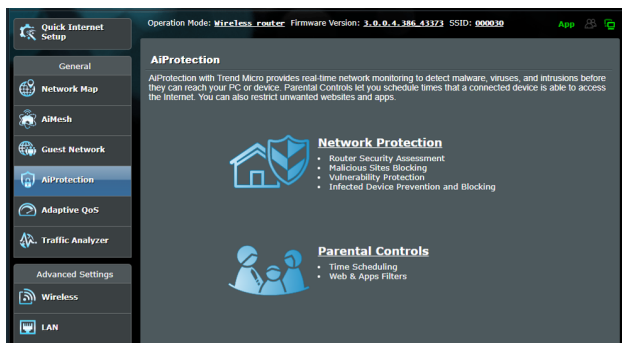 Quick Internet
Setup
Operation Mode: Wireless router Firmware Version: 3.0.0.4.386_43373 SSID: 000030
App
General
Network Map
AiMesh
Guest Network
AiProtection
Adaptive QoS
Traffic Analyzer
Advanced Settings
Wireless
LAN
AiProtection
AiProtection with Trend Micro provides real-time network monitoring to detect malware, viruses, and intrusions before
they can reach your PC or device. Parental Controls let you schedule times that a connected device is able to access
the Internet. You can also restrict unwanted websites and apps.
Network Protection
• Router Security Assessment
• Malicious Sites Blocking
• Vulnerability Protection
• Infected Device Prevention and Blocking
Parental Controls
• Time Scheduling
• Web & Apps Filters